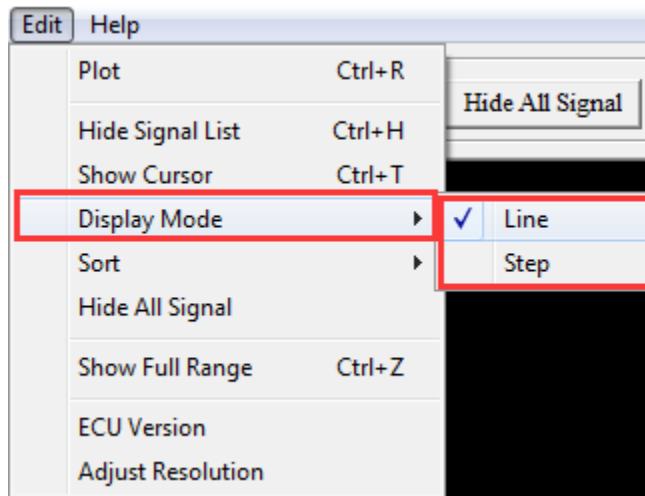 Edit Help
Plot Ctrl+R
Hide All Signal
Hide Signal List Ctrl+H
Show Cursor Ctrl+T
Display Mode
Line
Sort
Step
Hide All Signal
Show Full Range Ctrl+Z
ECU Version
Adjust Resolution